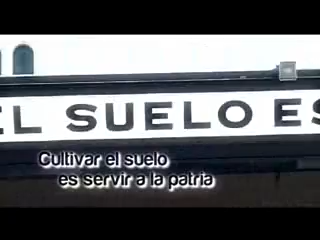 EL SUELO ES
Cultivar el suelo
es servir a la patria